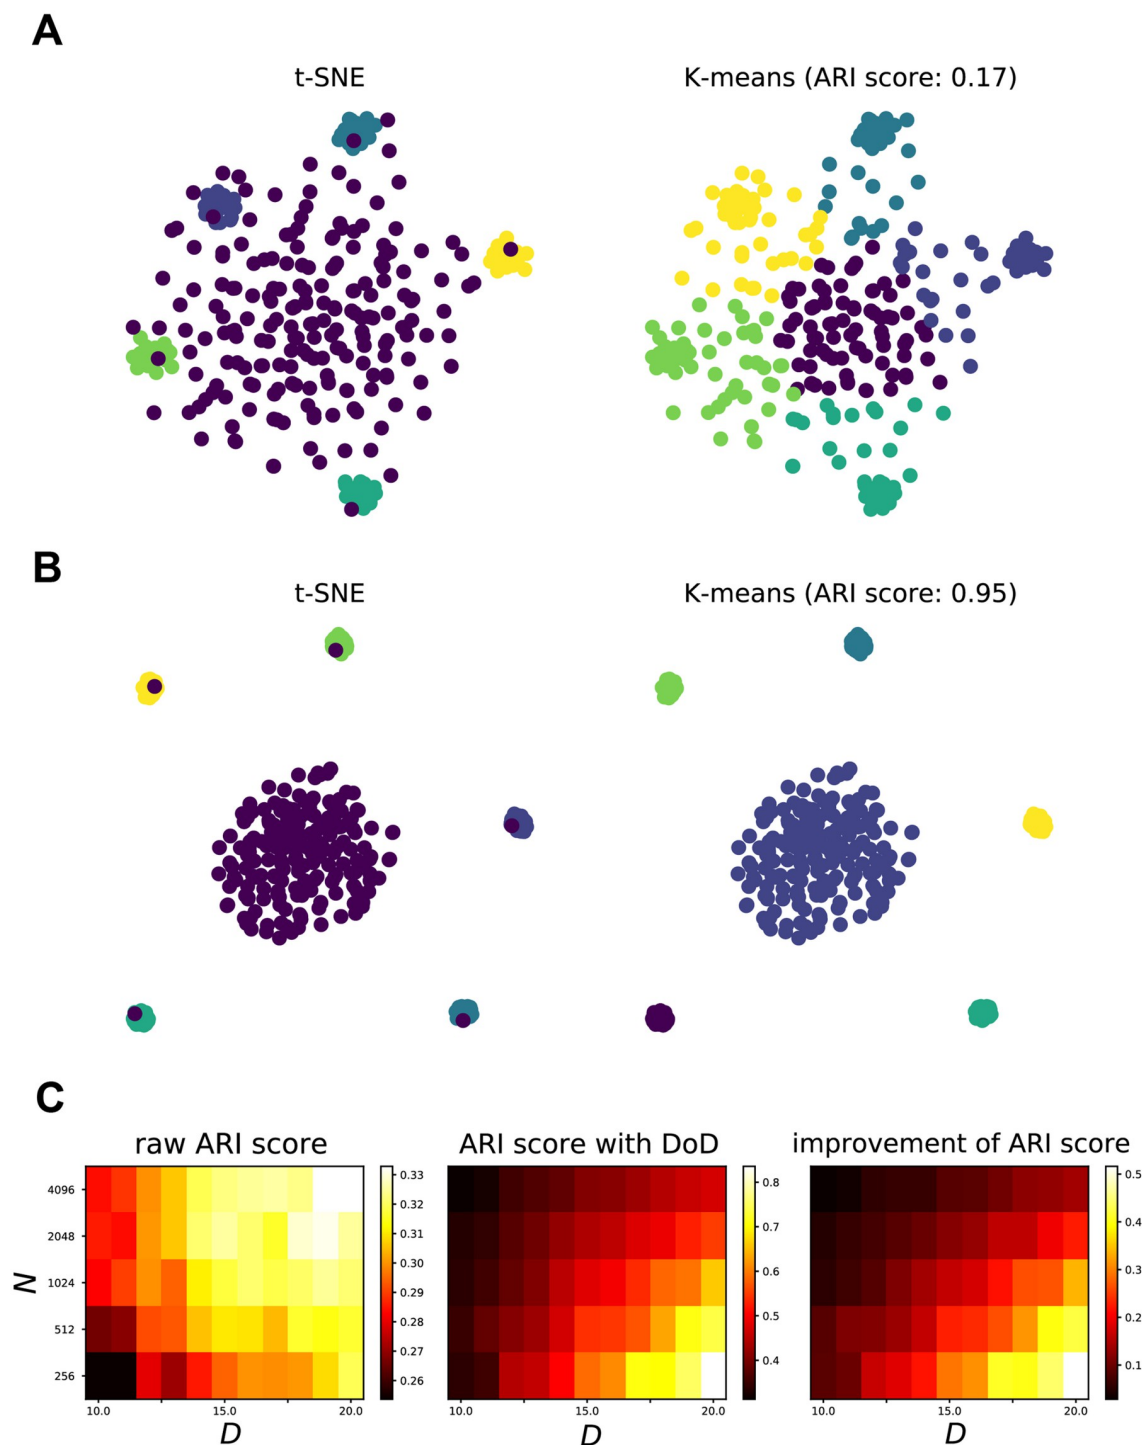 A
t-SNE
K-means (ARI score: 0.17)
B
t-SNE
K-means (ARI score: 0.95)
C
raw ARI score
ARI score with DoD
improvement of ARI score
N
4096
2048
1024
512
256
10.0 15.0 20.0
D
0.33
0.32
0.31
0.30
0.29
0.28
0.27
0.26
10.0 15.0 20.0
D
0.8
0.7
0.6
0.5
0.4
10.0 15.0 20.0
D
0.5
0.4
0.3
0.2
0.1